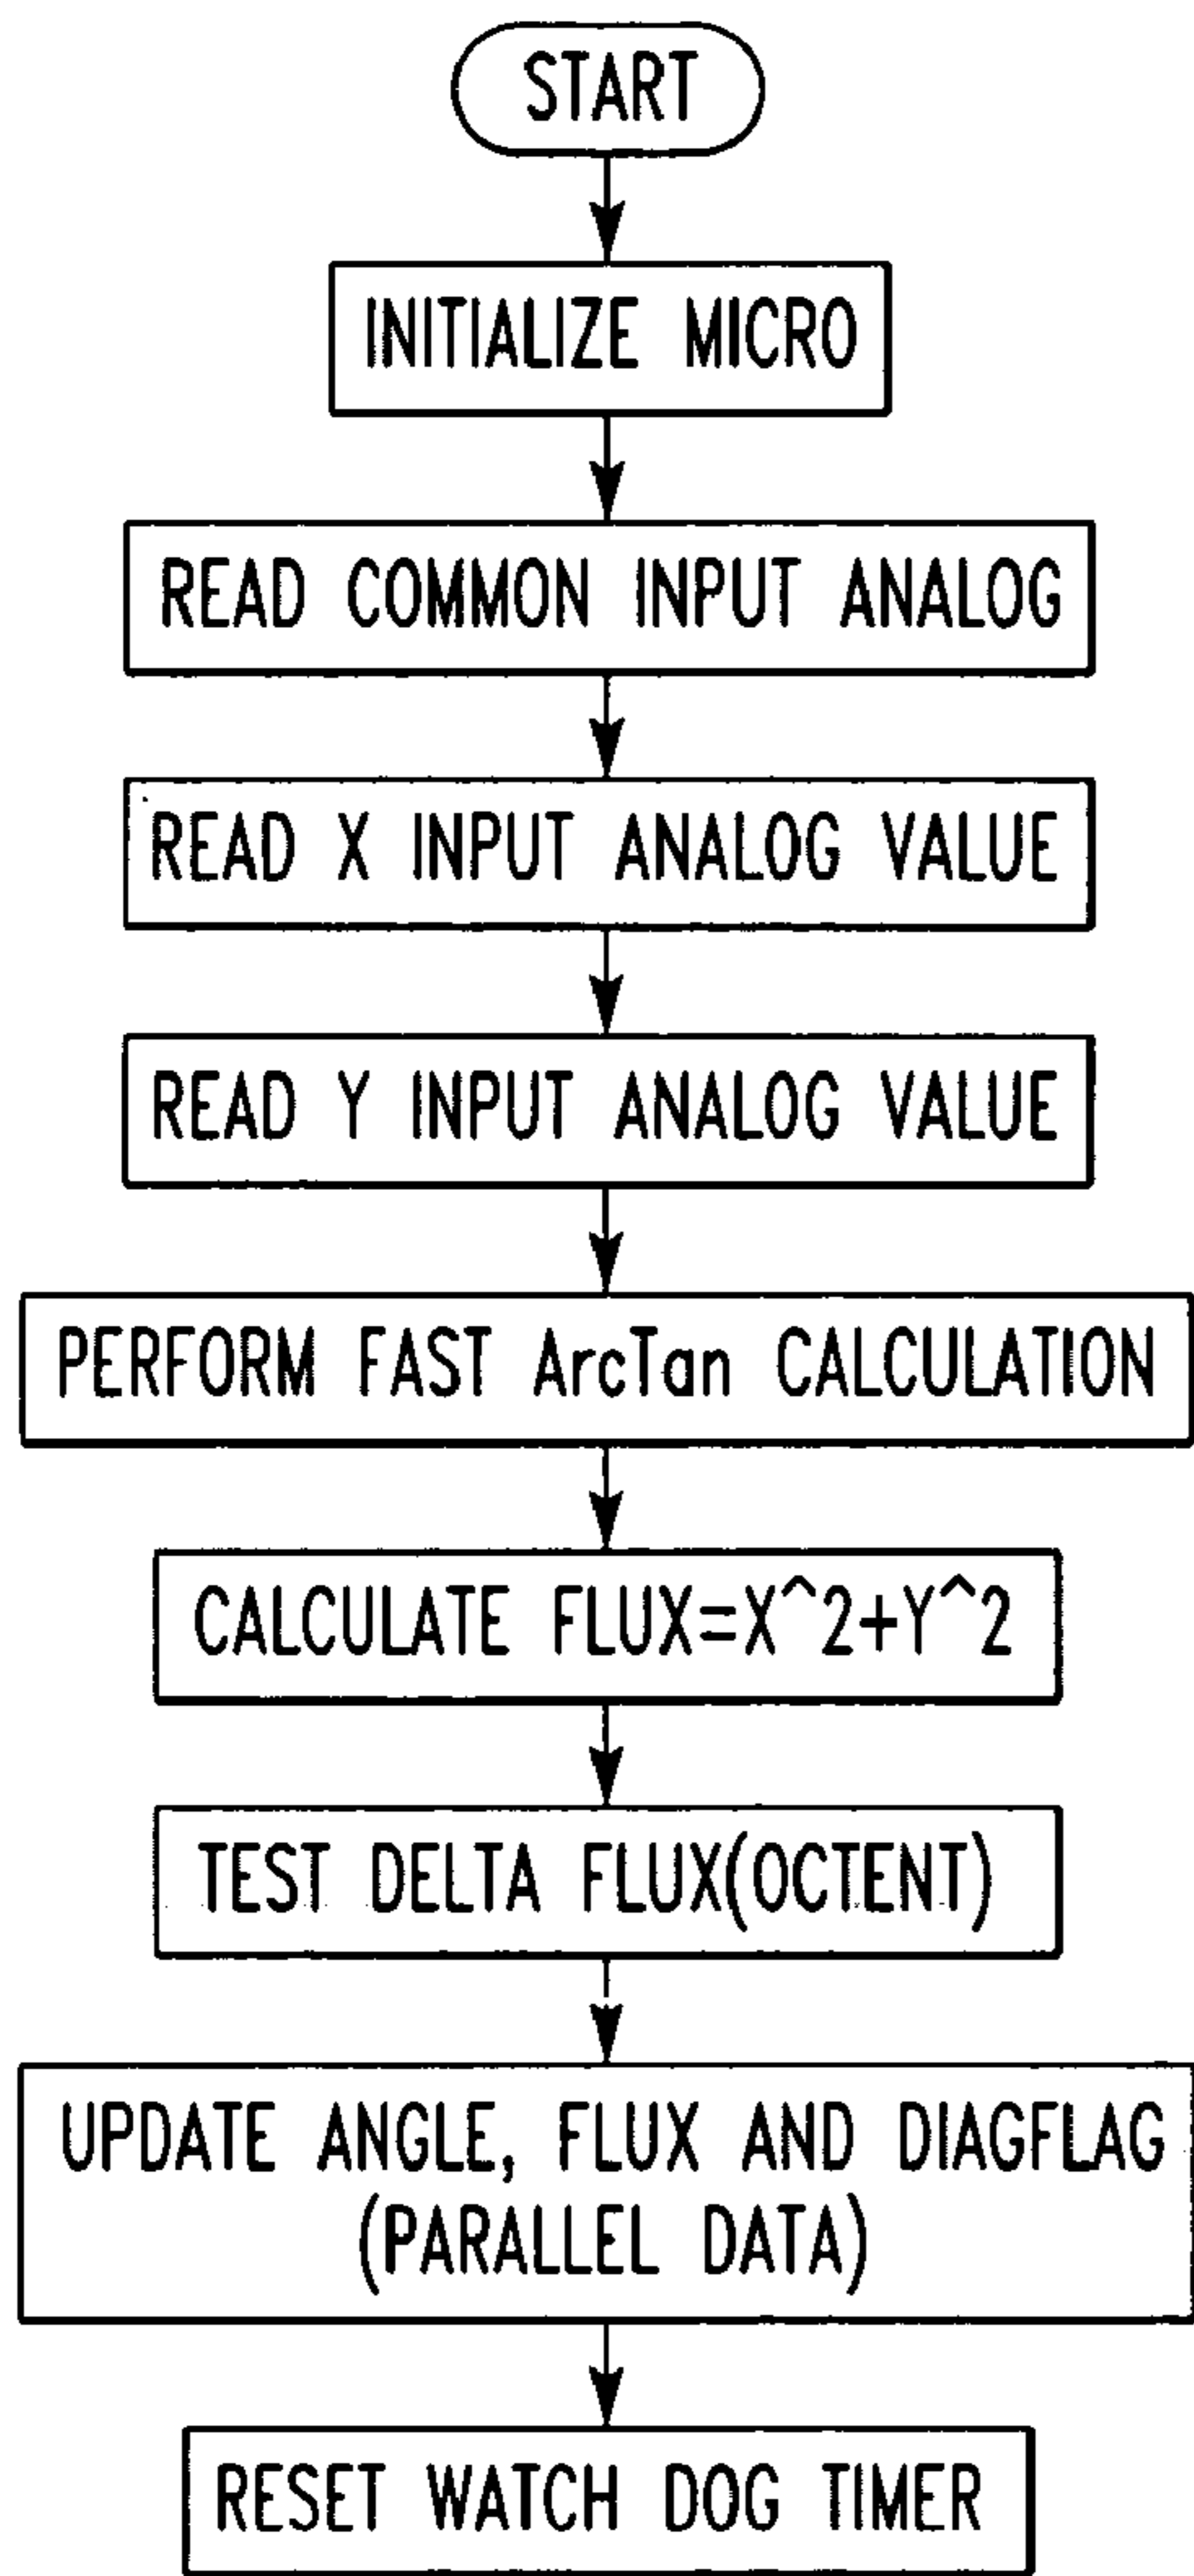 START
INITIALIZE MICRO
READ COMMON INPUT ANALOG
READ X INPUT ANALOG VALUE
READ Y INPUT ANALOG VALUE
PERFORM FAST ArcTan CALCULATION
CALCULATE FLUX=X^2+Y^2
TEST DELTA FLUX(OCTENT)
UPDATE ANGLE, FLUX AND DIAGFLAG
(PARALLEL DATA)
RESET WATCH DOG TIMER